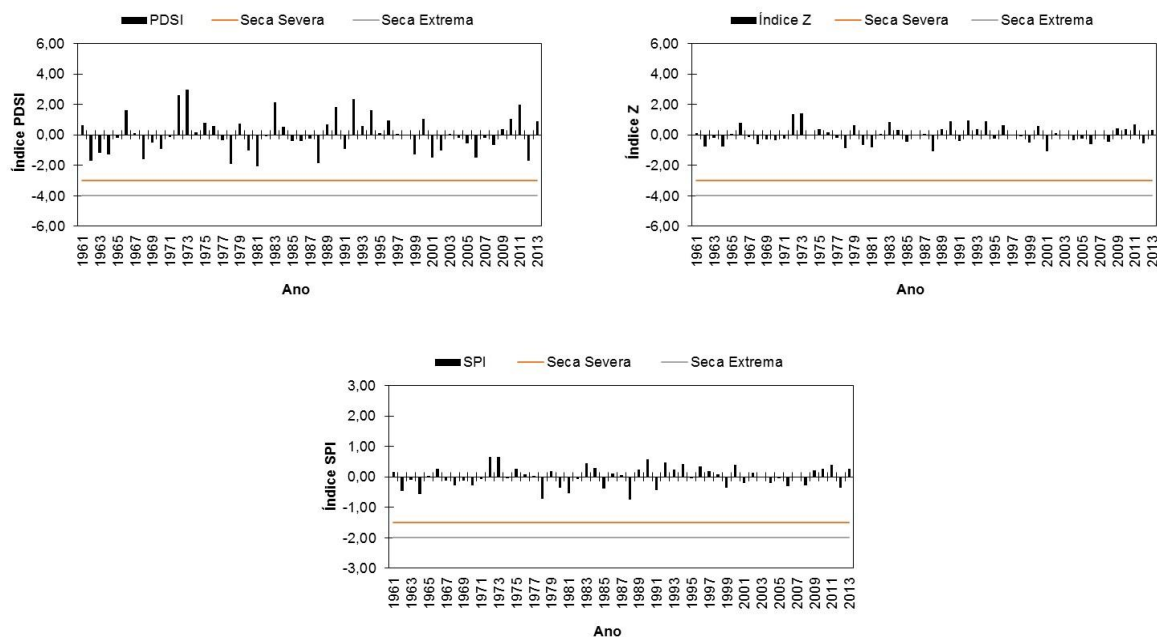 PDSI Seca Severa Seca Extrema
6,00
4,00
2,00
0,00
-2,00
-4,00
-6,00
Índice PDSI
1961 1963 1965 1967 1969 1971 1973 1975 1977 1979 1981 1983 1985 1987 1989 1991 1993 1995 1997 1999 2001 2003 2005 2007 2009 2011 2013
Ano
Índice Z Seca Severa Seca Extrema
6,00
4,00
2,00
0,00
-2,00
-4,00
-6,00
Índice Z
1961 1963 1965 1967 1969 1971 1973 1975 1977 1979 1981 1983 1985 1987 1989 1991 1993 1995 1997 1999 2001 2003 2005 2007 2009 2011 2013
Ano
SPI Seca Severa Seca Extrema
3,00
2,00
1,00
0,00
-1,00
-2,00
-3,00
Índice SPI
1961 1963 1965 1967 1969 1971 1973 1975 1977 1979 1981 1983 1985 1987 1989 1991 1993 1995 1997 1999 2001 2003 2005 2007 2009 2011 2013
Ano